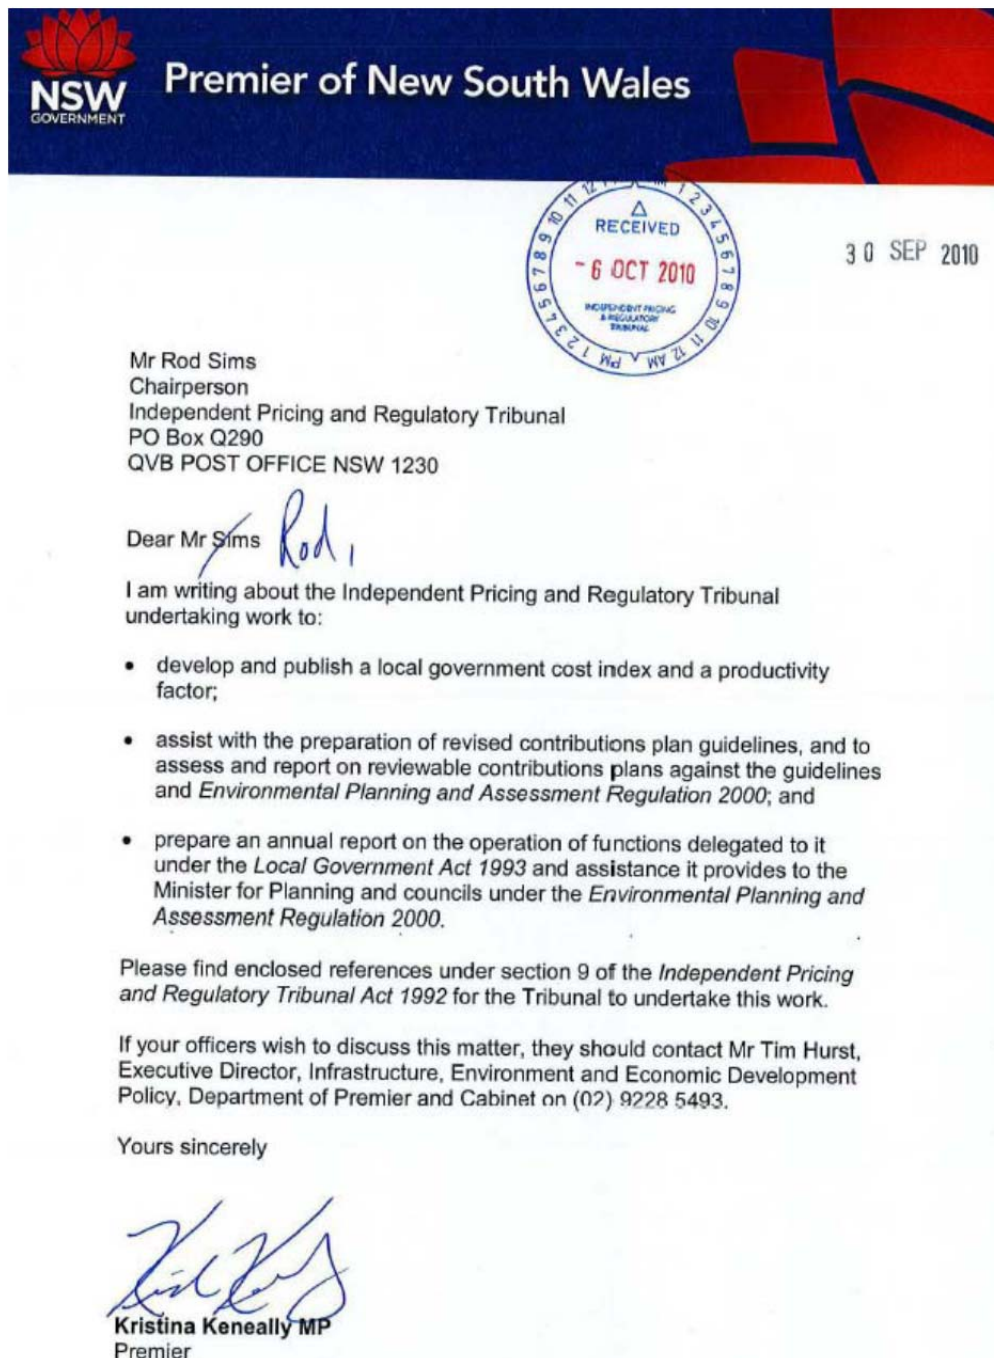 NSW
GOVERNMENT
Premier of New South Wales
RECEIVED
- 6 OCT 2010
INDEPENDENT PRICING
& REGULATORY
TRIBUNAL
30 SEP 2010
Mr Rod Sims
Chairperson
Independent Pricing and Regulatory Tribunal
PO Box Q290
QVB POST OFFICE NSW 1230
Dear Mr Sims Rod,
I am writing about the Independent Pricing and Regulatory Tribunal
undertaking work to:
• develop and publish a local government cost index and a productivity
factor;
• assist with the preparation of revised contributions plan guidelines, and to
assess and report on reviewable contributions plans against the guidelines
and Environmental Planning and Assessment Regulation 2000; and
• prepare an annual report on the operation of functions delegated to it
under the Local Government Act 1993 and assistance it provides to the
Minister for Planning and councils under the Environmental Planning and
Assessment Regulation 2000.
Please find enclosed references under section 9 of the Independent Pricing
and Regulatory Tribunal Act 1992 for the Tribunal to undertake this work.
If your officers wish to discuss this matter, they should contact Mr Tim Hurst,
Executive Director, Infrastructure, Environment and Economic Development
Policy, Department of Premier and Cabinet on (02) 9228 5493.
Yours sincerely
Kristina Keneally MP
Premier